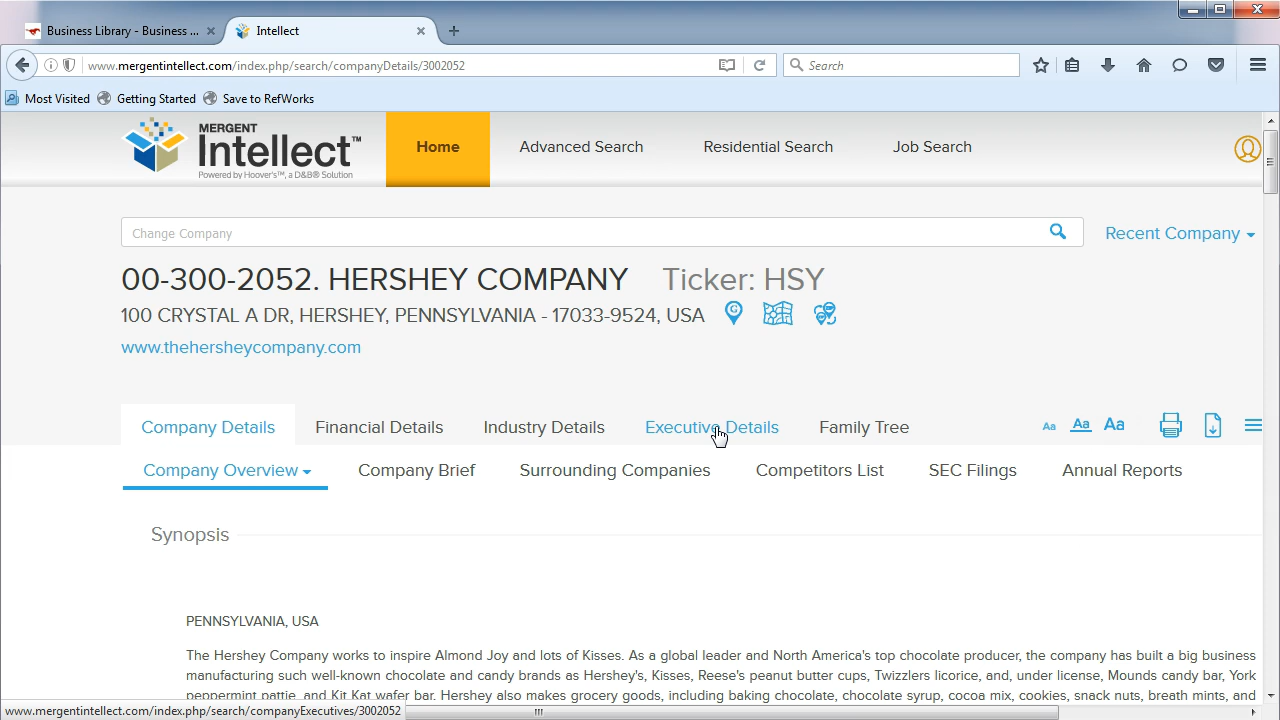 Business Library - Business ...
Intellect
www.mergentintellect.com/index.php/search/companyDetails/3002052
Search
Most Visited
Getting Started
Save to RefWorks
MERGENT
Intellect™
Powered by Hoover's™, a D&B® Solution
Home
Advanced Search
Residential Search
Job Search
Change Company
Recent Company
00-300-2052. HERSHEY COMPANY Ticker: HSY
100 CRYSTAL A DR, HERSHEY, PENNSYLVANIA - 17033-9524, USA
G
www.thehersheycompany.com
Company Details
Financial Details
Industry Details
Executive Details
Family Tree
Aa Aa Aa
Company Overview
Company Brief
Surrounding Companies
Competitors List
SEC Filings
Annual Reports
Synopsis
PENNSYLVANIA, USA
The Hershey Company works to inspire Almond Joy and lots of Kisses. As a global leader and North America's top chocolate producer, the company has built a big business
manufacturing such well-known chocolate and candy brands as Hershey's, Kisses, Reese's peanut butter cups, Twizzlers licorice, and, under license, Mounds candy bar, York
peppermint pattie, and Kit Kat wafer bar. Hershey also makes grocery goods, including baking chocolate, chocolate syrup, cocoa mix, cookies, snack nuts, breath mints, and
www.mergentintellect.com/index.php/search/companyExecutives/3002052